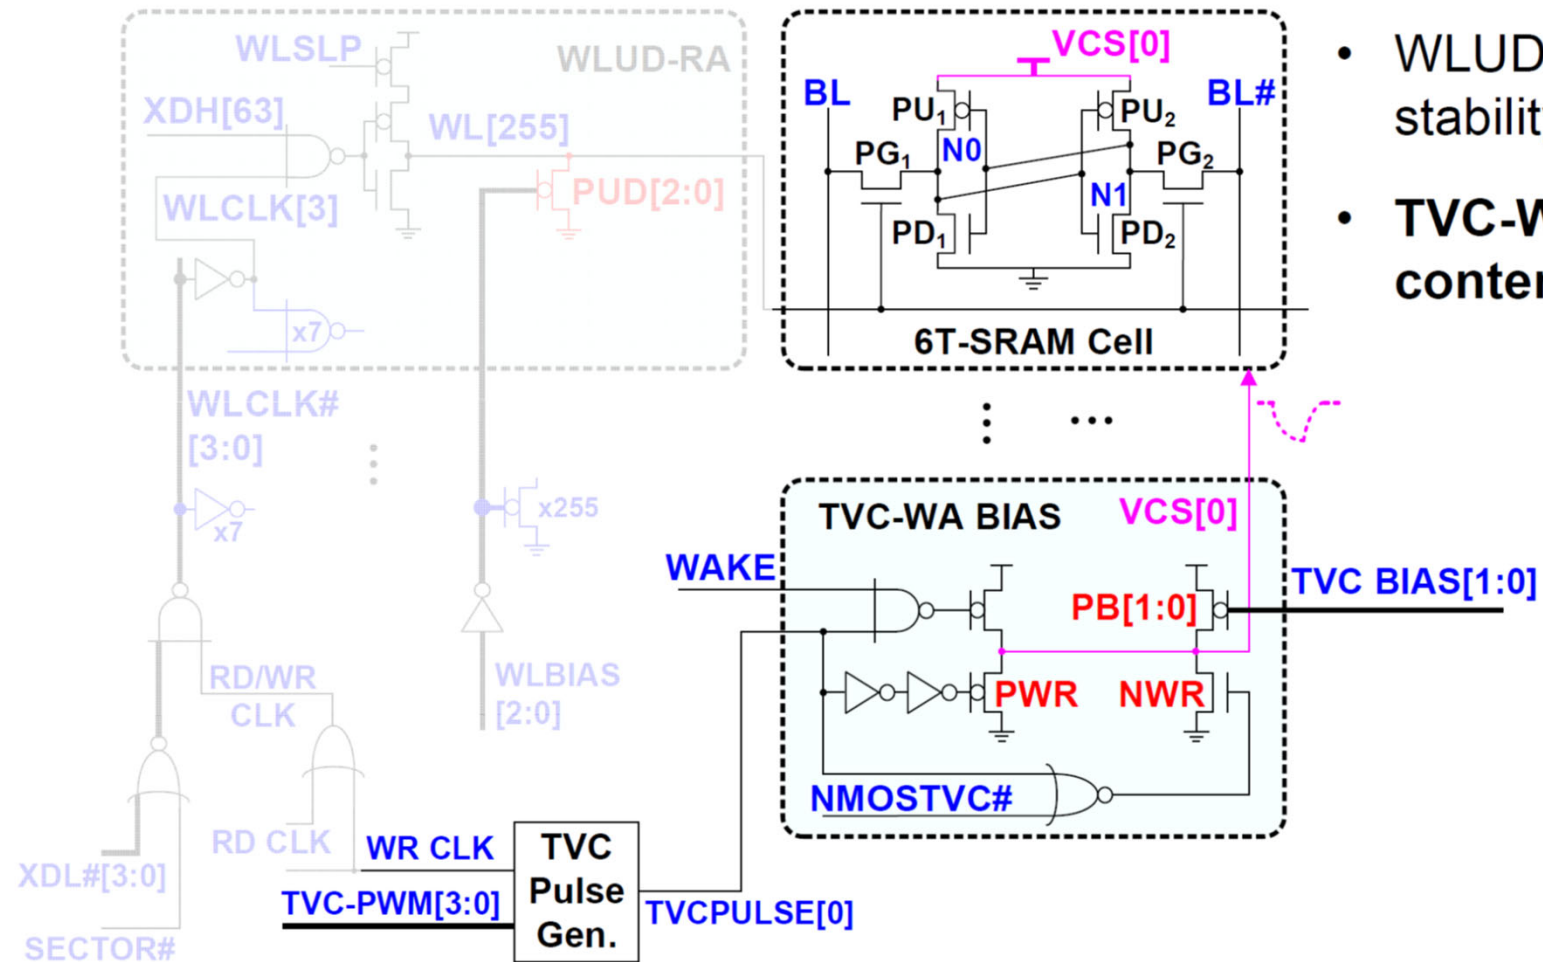 WLSLP
WLUD-RA
XDH[63]
WL[255]
WLCLK[3]
PUD[2:0]
x7
WLCLK#
[3:0]
x7
x255
RD/WR
CLK
WLBIAS
[2:0]
RD CLK
XDL#[3:0]
SECTOR#
WR CLK
TVC-PWM[3:0]
TVC
Pulse
Gen.
TVCPULSE[0]
VCS[0]
BL
BL#
PU1
PU2
PG1
N0
PG2
N1
PD1
PD2
6T-SRAM Cell
TVC-WA BIAS
VCS[0]
WAKE
PB[1:0]
TVC BIAS[1:0]
PWR
NWR
NMOSTVC#
• WLUD
stabilit
• TVC-W
conter